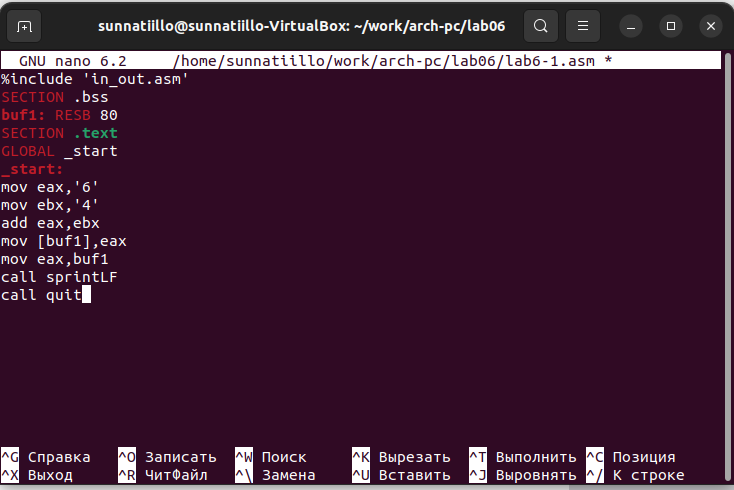 sunnatiillo@sunnatiillo-VirtualBox: ~/work/arch-pc/lab06
GNU nano 6.2 /home/sunnatiillo/work/arch-pc/lab06/lab6-1.asm *
%include 'in_out.asm'
SECTION .bss
buf1: RESB 80
SECTION .text
GLOBAL _start
_start:
mov eax,'6'
mov ebx,'4'
add eax,ebx
mov [buf1],eax
mov eax,buf1
call sprintLF
call quit
^G Справка ^O Записать ^W Поиск ^K Вырезать ^T Выполнить ^C Позиция
^X Выход ^R ЧитФайл ^\ Замена ^U Вставить ^J Выровнять ^/ К строке